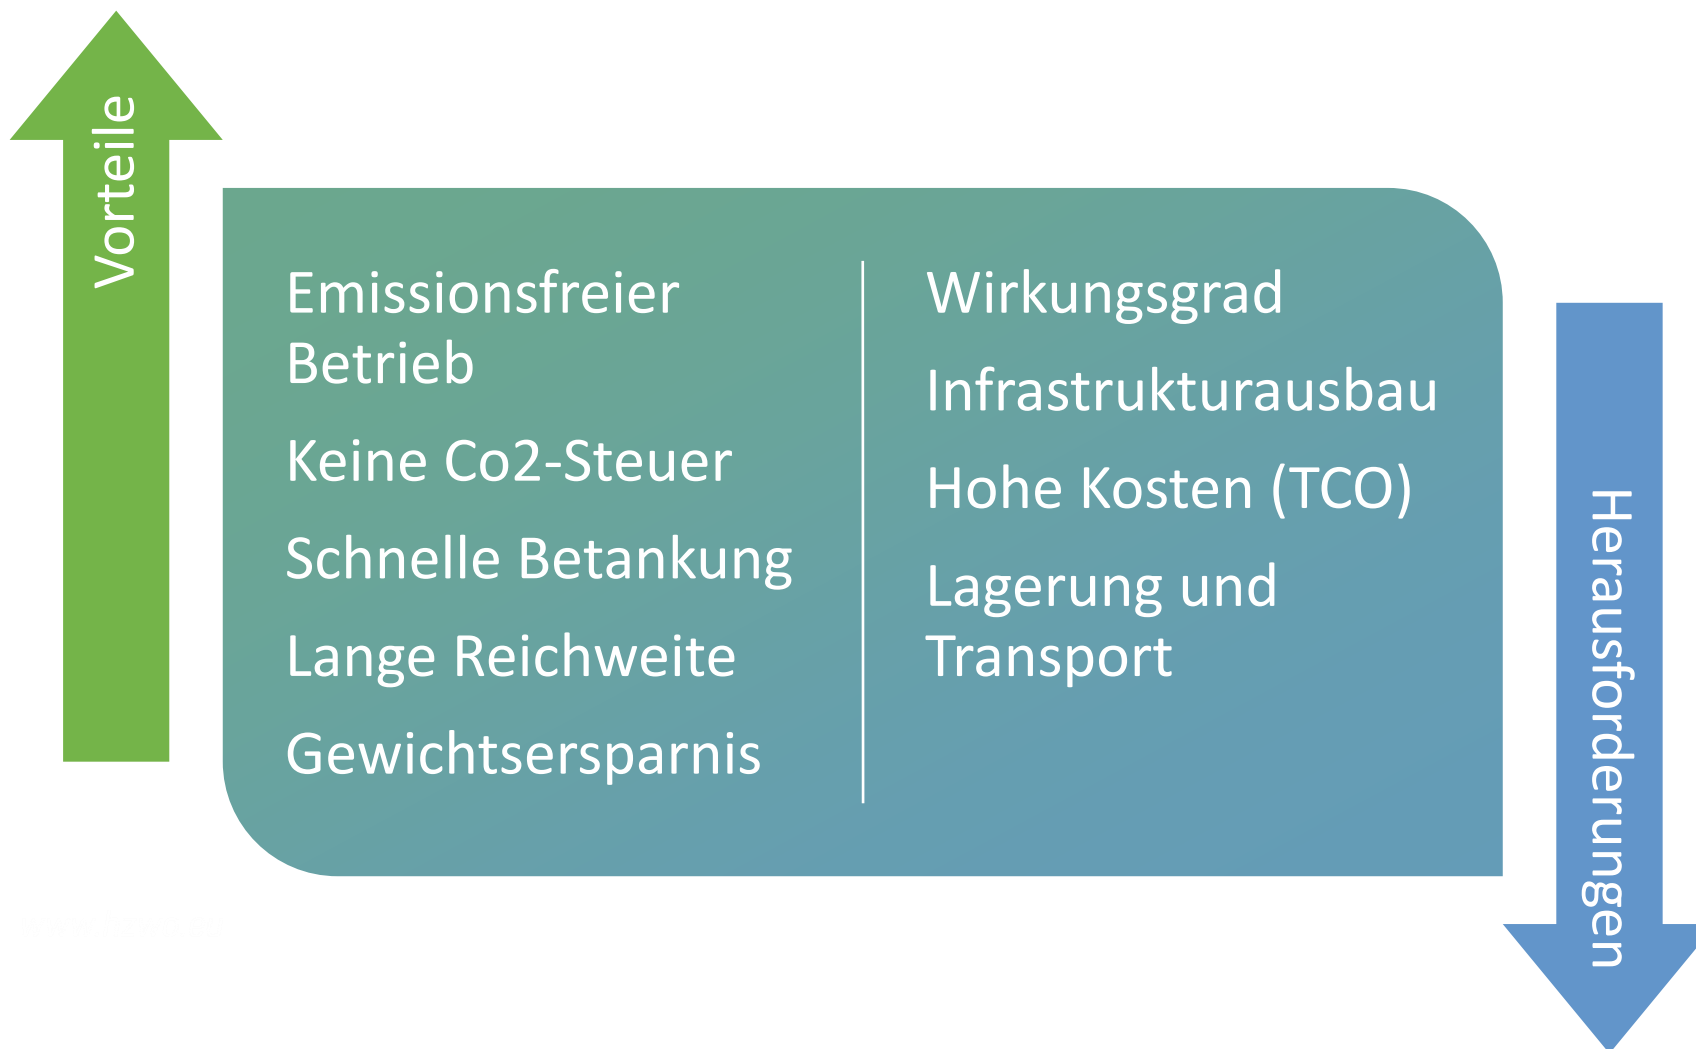 Vorteile
Emissionsfreier
Betrieb
Keine Co2-Steuer
Schnelle Betankung
Lange Reichweite
Gewichtsersparnis
Wirkungsgrad
Infrastrukturausbau
Hohe Kosten (TCO)
Lagerung und
Transport
Herausforderungen